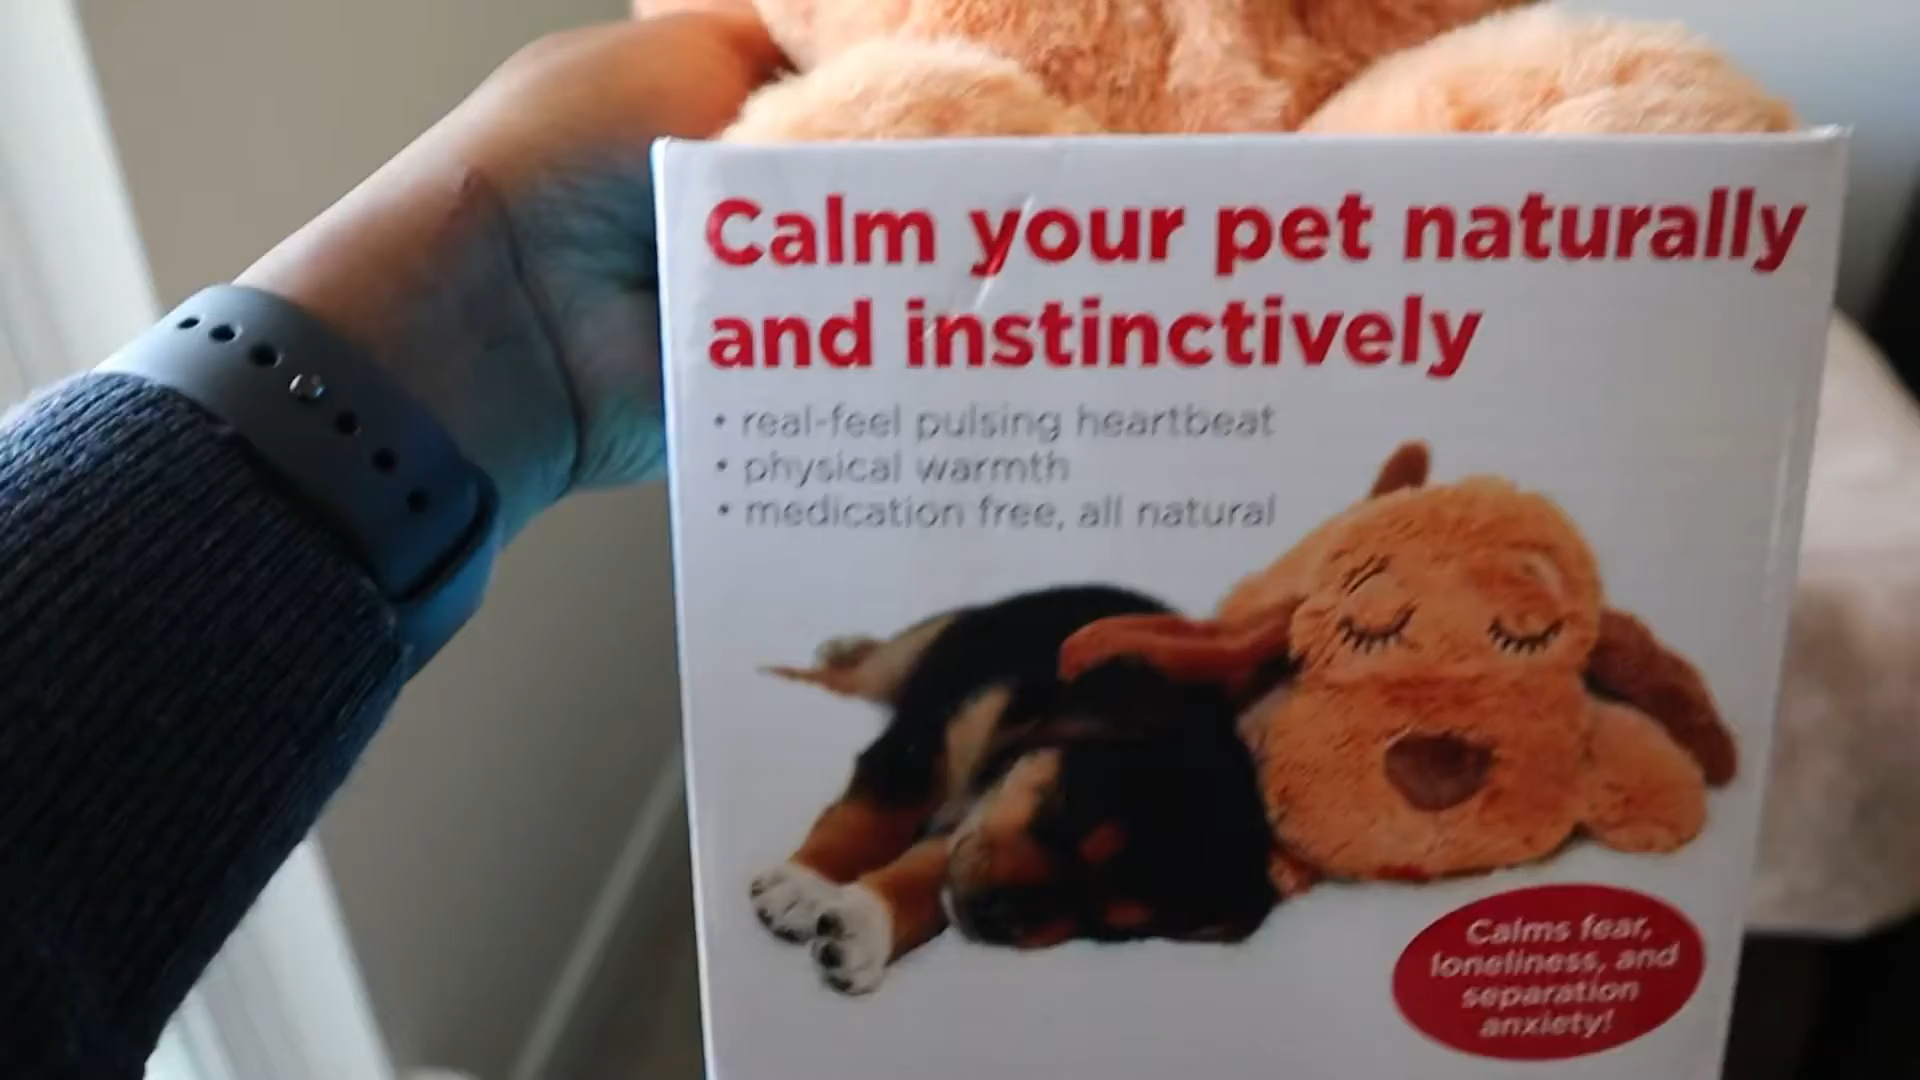 Calm your pet naturally
and instinctively
• real-feel pulsing heartbeat
• physical warmth
• medication free, all natural
Calms fear,
loneliness, and
separation
anxiety!